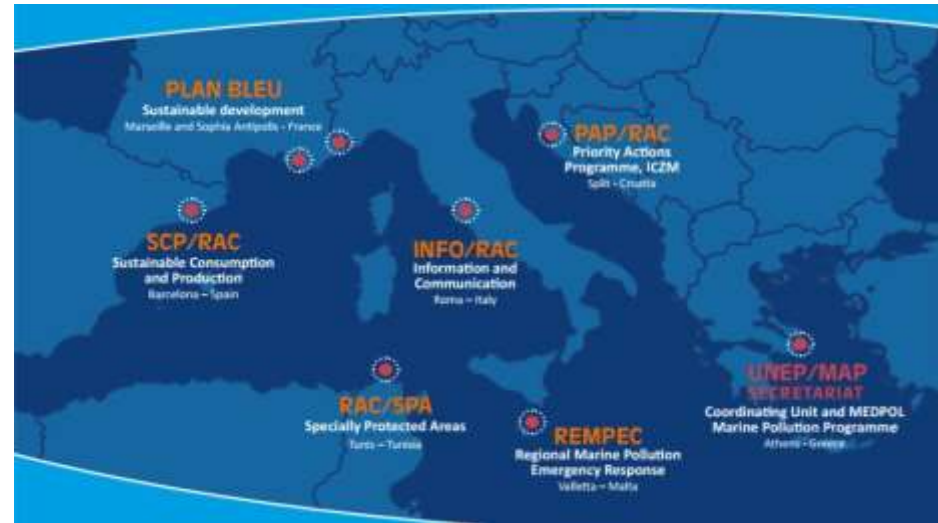 PLAN BLEU
Sustainable development
Marseille and Sophia Antipolis - France
PAP/RAC
Priority Actions
Programme, ICZM
Split - Croatia
SCP/RAC
Sustainable Consumption
and Production
Barcelona – Spain
INFO/RAC
Information and
Communication
Roma – Italy
RAC/SPA
Specially Protected Areas
Tunis – Tunisia
REMPEC
Regional Marine Pollution
Emergency Response
Valletta – Malta
UNEP/MAP
SECRETARIAT
Coordinating Unit and MEDPOL
Marine Pollution Programme
Athens - Greece